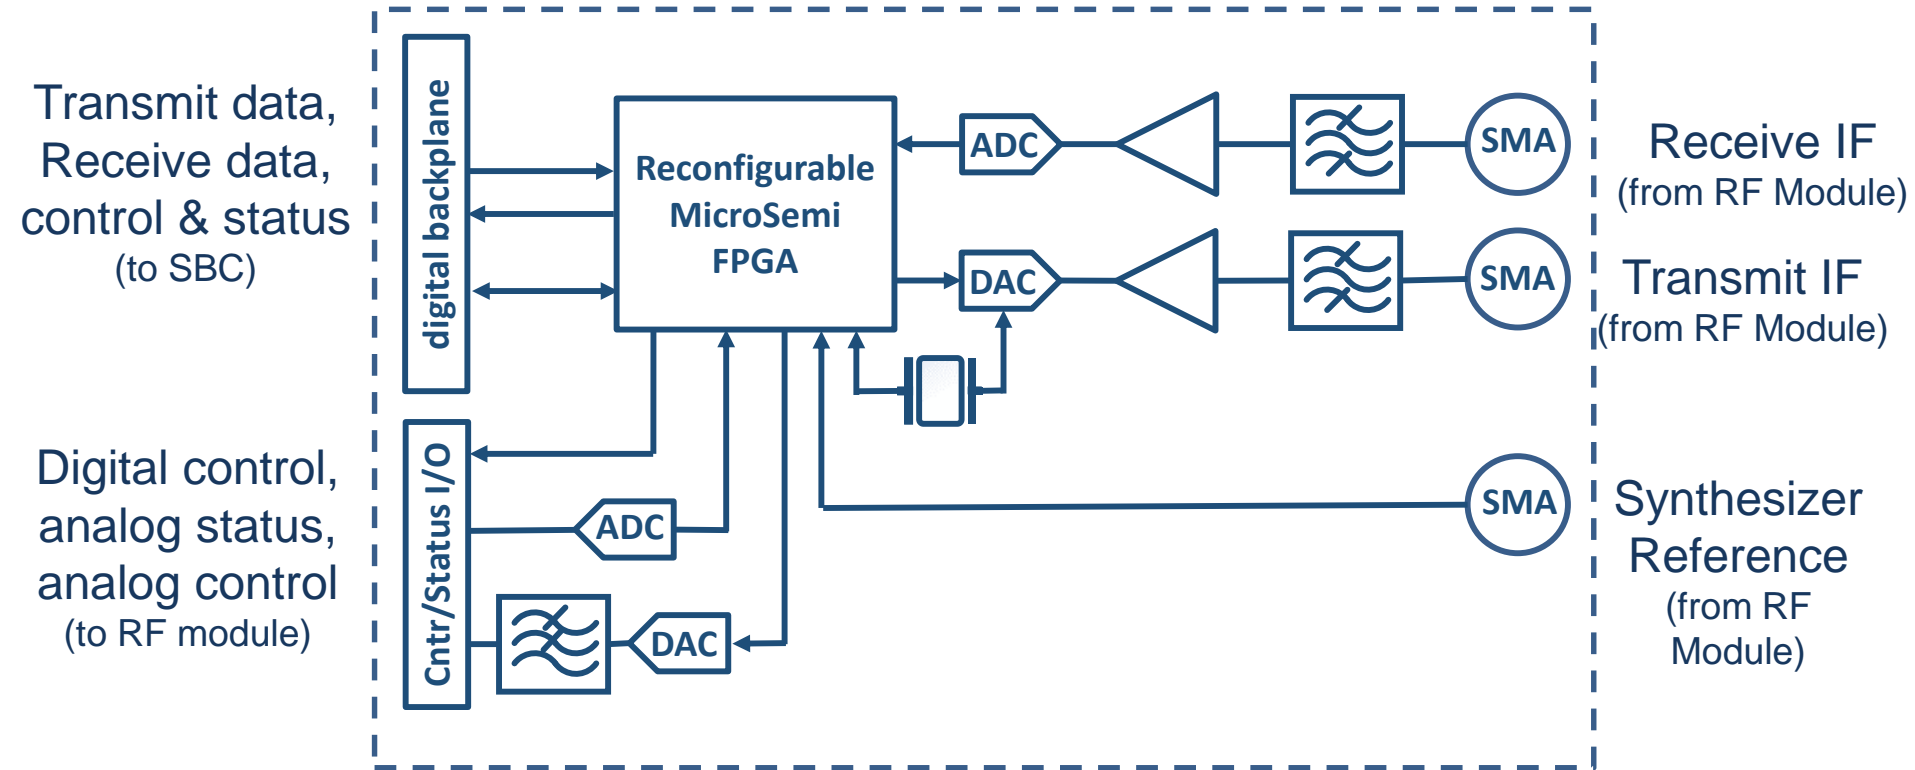 Transmit data,
Receive data,
control & status
(to SBC)
Digital control,
analog status,
analog control
(to RF module)
digital backplane
Cntr/Status I/O
Reconfigurable
MicroSemi
FPGA
ADC
DAC
ADC
DAC
SMA
SMA
SMA
Receive IF
(from RF Module)
Transmit IF
(from RF Module)
Synthesizer
Reference
(from RF
Module)